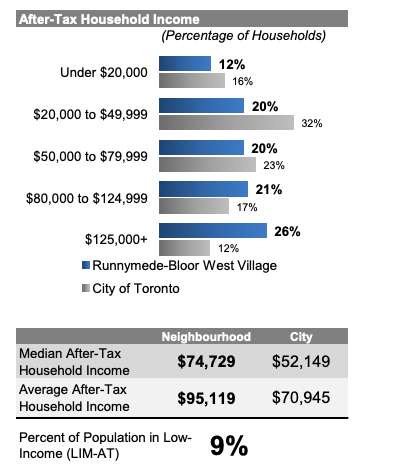 After-Tax Household Income
(Percentage of Households)
Under $20,000
12%
16%
$20,000 to $49,999
20%
32%
$50,000 to $79,999
20%
23%
$80,000 to $124,999
21%
17%
$125,000+
26%
12%
Runnymede-Bloor West Village
City of Toronto
Neighbourhood City
Median After-Tax
Household Income
$74,729 $52,149
Average After-Tax
Household Income
$95,119 $70,945
Percent of Population in Low-
Income (LIM-AT)
9%